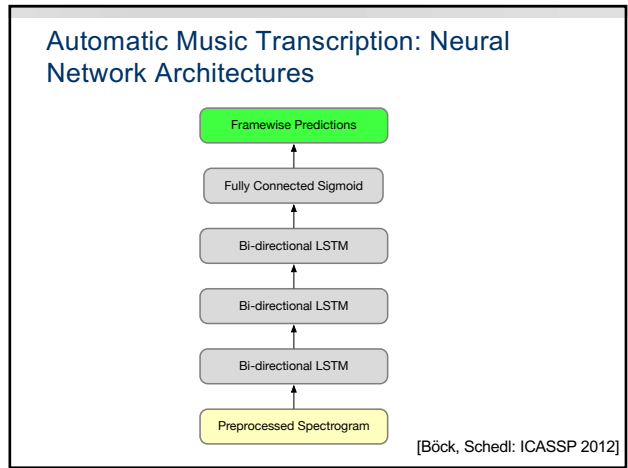 Automatic Music Transcription: Neural
Network Architectures
Framewise Predictions
Fully Connected Sigmoid
Bi-directional LSTM
Bi-directional LSTM
Bi-directional LSTM
Preprocessed Spectrogram
[Böck, Schedl: ICASSP 2012]